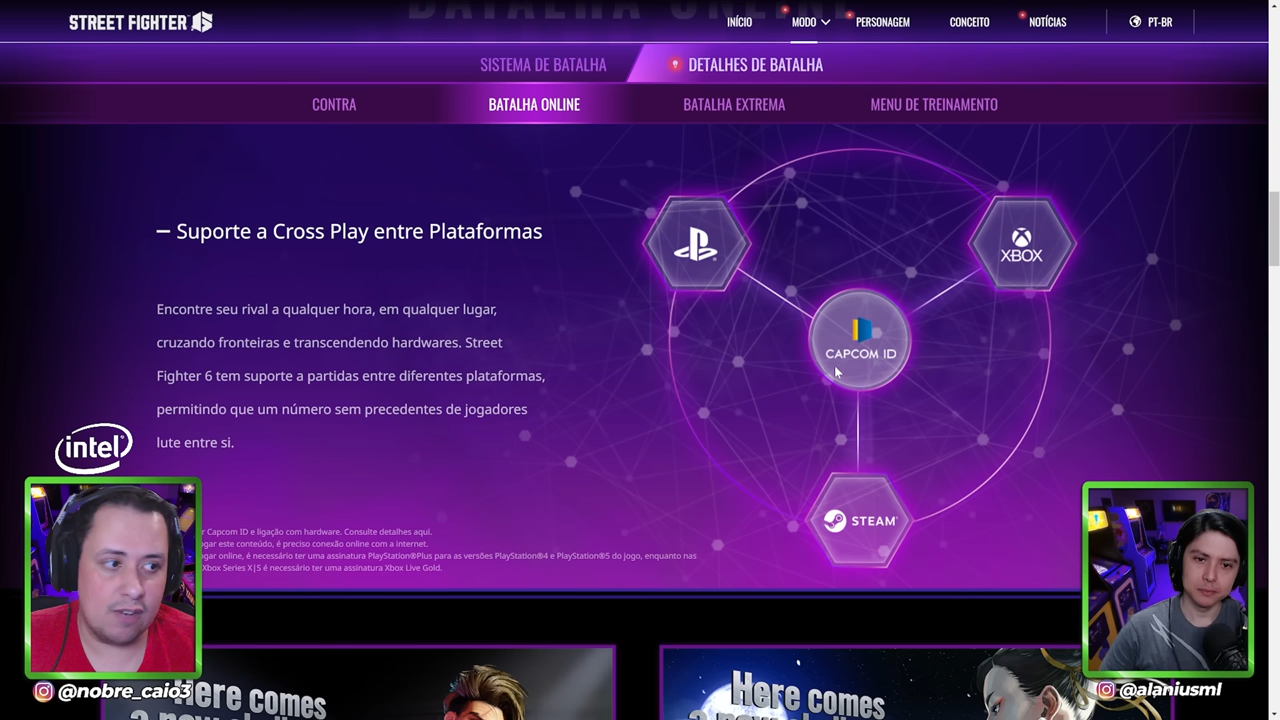 BATALHA ONLINE
STREET FIGHTER 6
INÍCIO
MODO
PERSONAGEM
CONCEITO
NOTÍCIAS
PT-BR
SISTEMA DE BATALHA
DETALHES DE BATALHA
CONTRA
BATALHA ONLINE
BATALHA EXTREMA
MENU DE TREINAMENTO
Suporte a Cross Play entre Plataformas
Encontre seu rival a qualquer hora, em qualquer lugar,
cruzando fronteiras e transcendendo hardwares. Street
Fighter 6 tem suporte a partidas entre diferentes plataformas,
permitindo que um número sem precedentes de jogadores
lute entre si.
XBOX
CAPCOM ID
STEAM
intel
Capcom ID e ligação com hardware. Consulte detalhes aqui.
este conteúdo, é preciso conexão online com a internet.
online, é necessário ter uma assinatura PlayStation®Plus para as versões PlayStation®4 e PlayStation®5 do jogo, enquanto nas
Xbox Series X|S é necessário ter uma assinatura Xbox Live Gold.
@nobre_caio3
@alaniusml
Here comes
a new
Here comes
a new